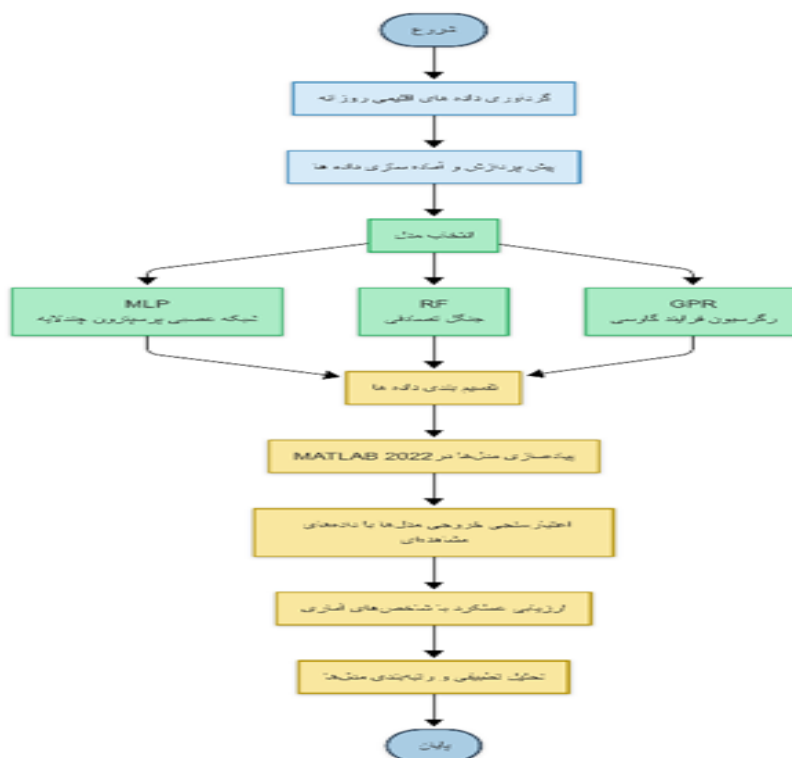 شروع
گردآوری داده های اقلیمی روزانه
پیش پردازش و آماده سازی داده ها
انتخاب مدل
MLP
شبکه عصبی پرسپترون چندلایه
RF
جنگل تصادفی
GPR
رگرسیون فرایند گاوسی
تقسیم بندی داده ها
پیاده‌سازی مدل‌ها در MATLAB 2022
اعتبارسنجی خروجی مدل‌ها با داده‌های
مشاهده‌ای
ارزیابی عملکرد با شاخص‌های آماری
تحلیل تطبیقی و رتبه‌بندی مدل‌ها
پایان